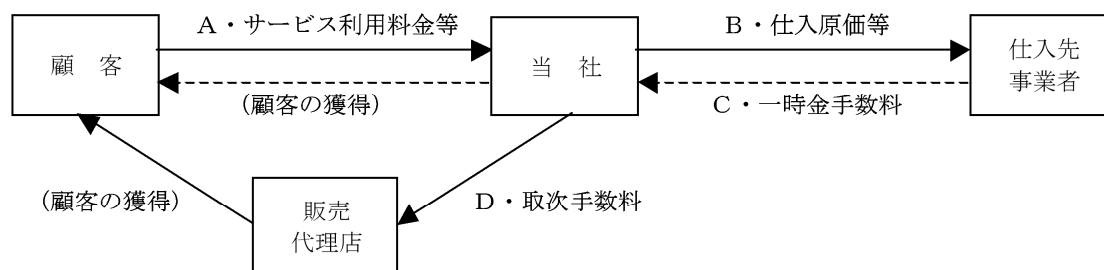 A・サービス利用料金等
B・仕入原価等
顧　客
当　社
仕入先
事業者
(顧客の獲得)
C・一時金手数料
(顧客の獲得)
D・取次手数料
販売
代理店